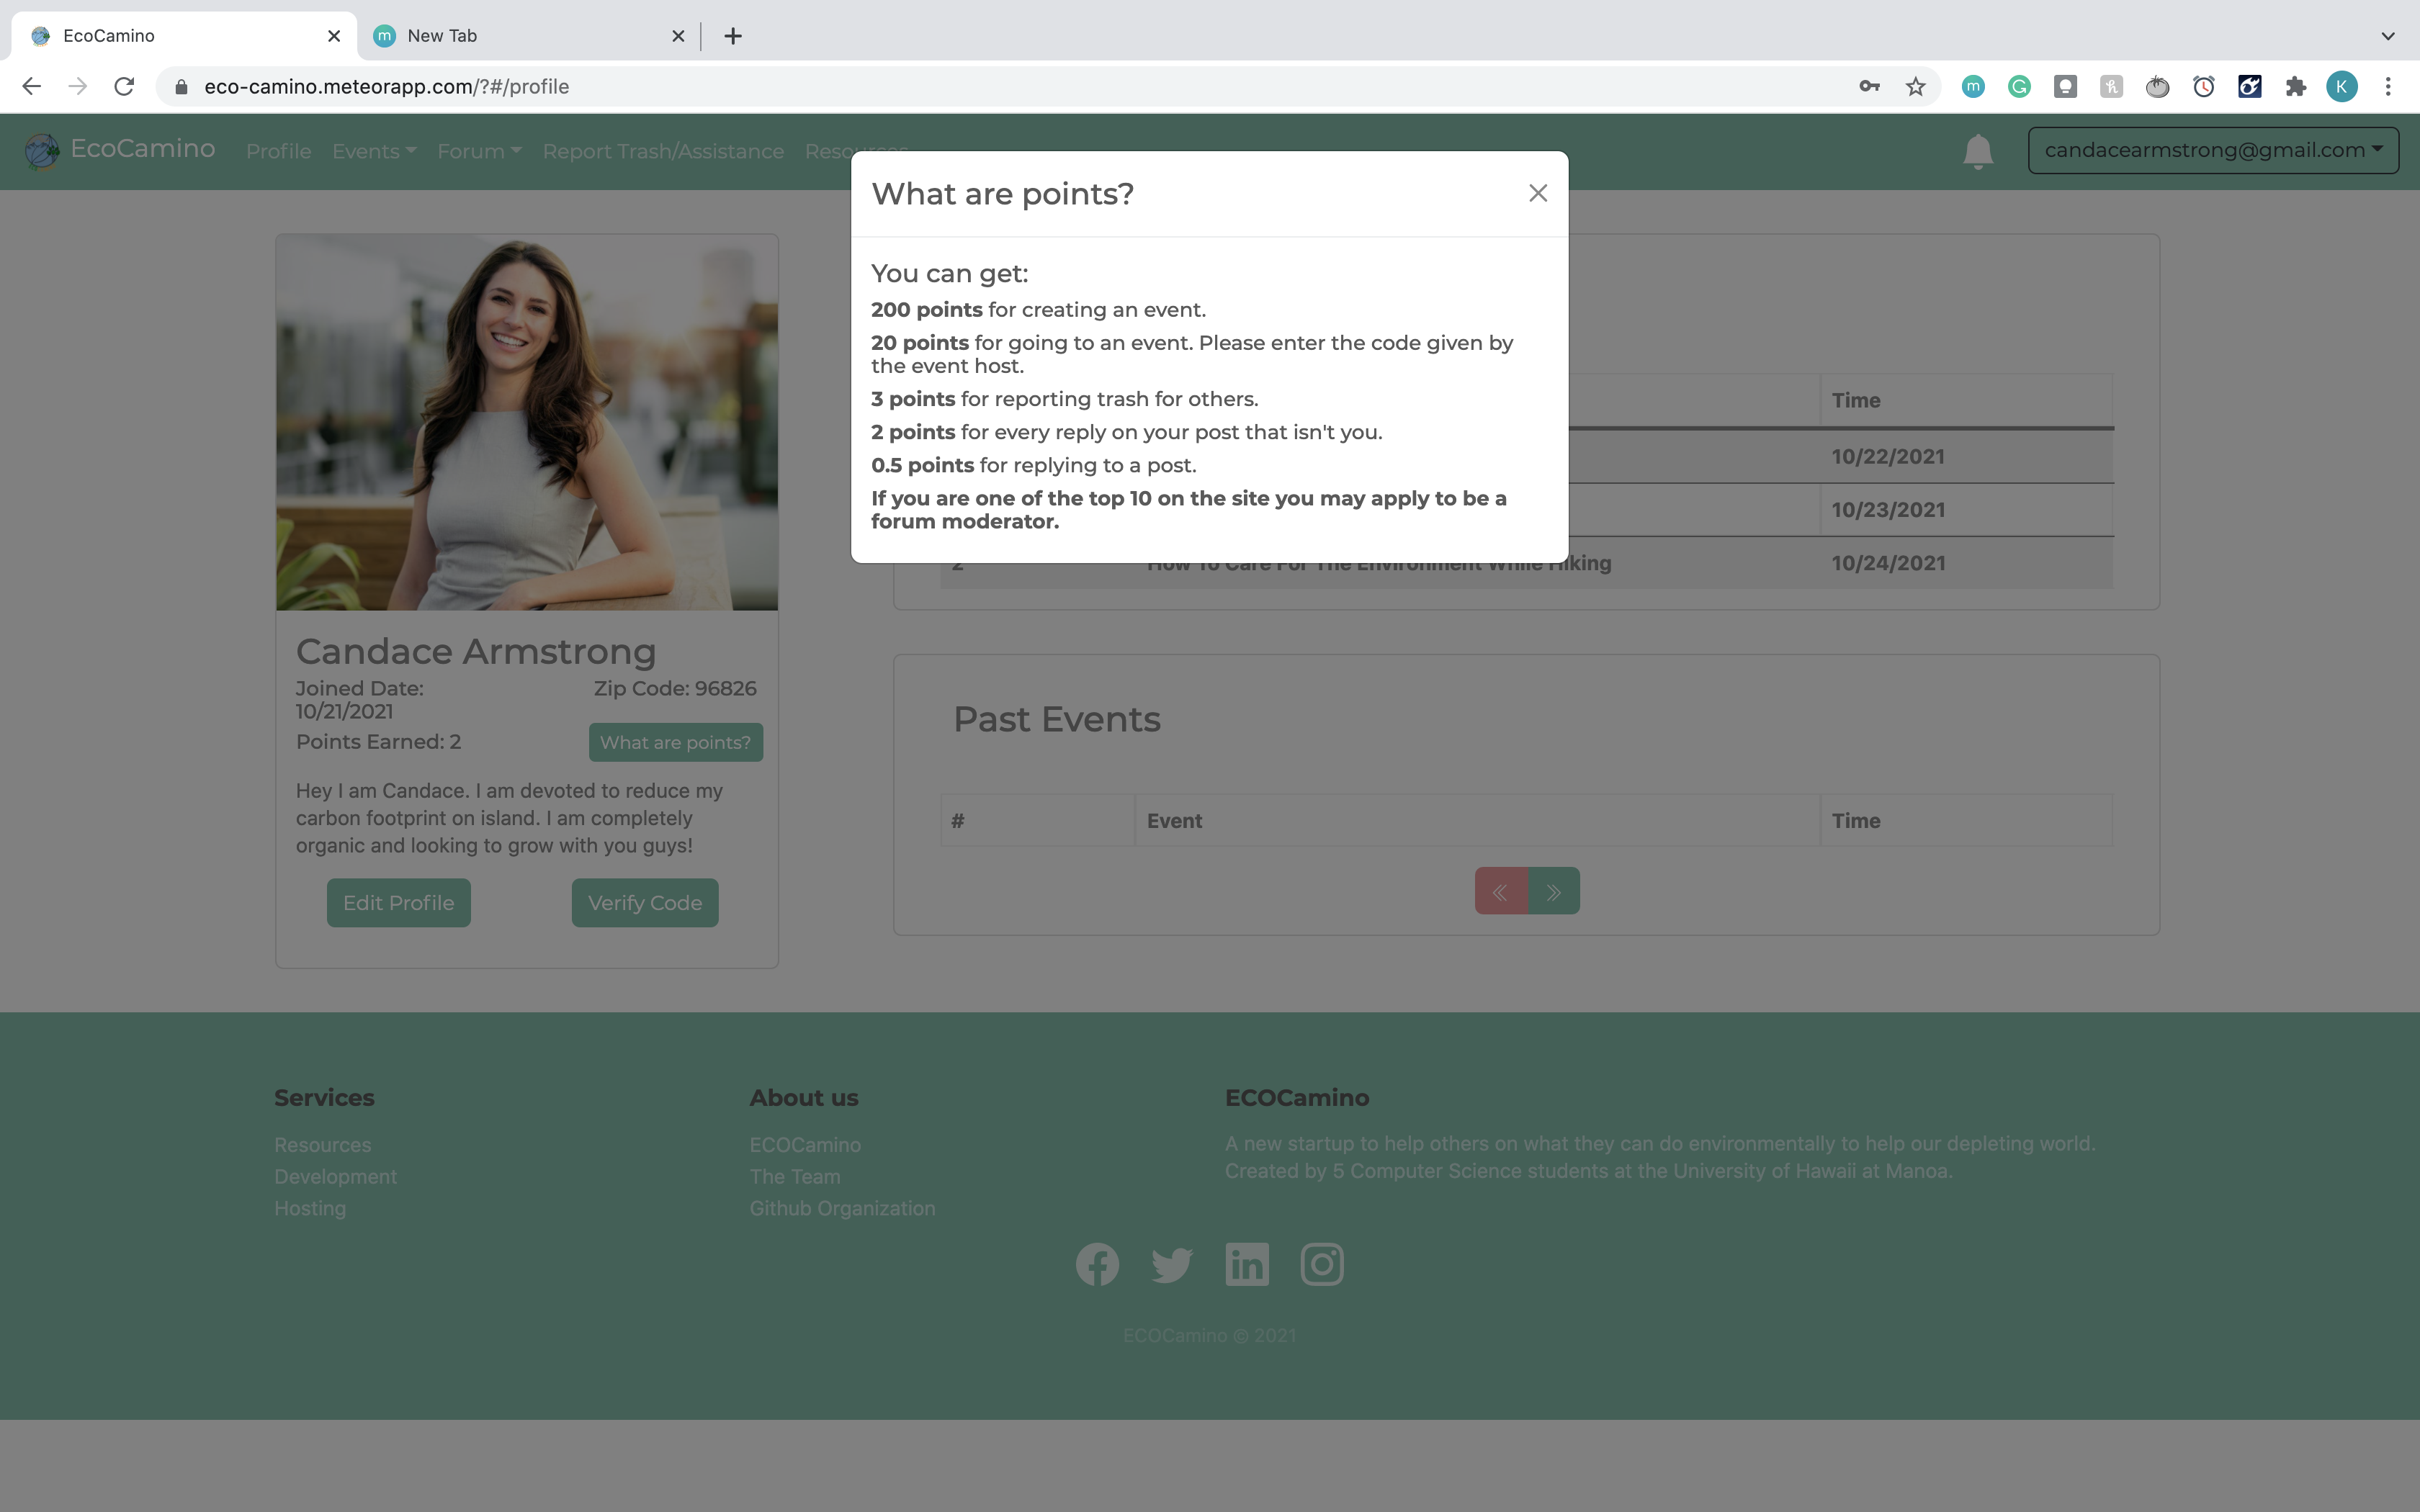 EcoCamino
New Tab
eco-camino.meteorapp.com/?#/profile
K
EcoCamino
Profile
Events
Forum
Report Trash/Assistance
Resources
candacearmstrong@gmail.com
What are points?
You can get:
200 points for creating an event.
20 points for going to an event. Please enter the code given by
the event host.
3 points for reporting trash for others.
2 points for every reply on your post that isn't you.
0.5 points for replying to a post.
If you are one of the top 10 on the site you may apply to be a
forum moderator.
Time
10/22/2021
10/23/2021
2 How To Care For The Environment While Hiking 10/24/2021
Candace Armstrong
Joined Date:
10/21/2021
Zip Code: 96826
Points Earned: 2
What are points?
Hey I am Candace. I am devoted to reduce my
carbon footprint on island. I am completely
organic and looking to grow with you guys!
Edit Profile
Verify Code
Past Events
# Event Time
Services
Resources
Development
Hosting
About us
ECOCamino
The Team
Github Organization
ECOCamino
A new startup to help others on what they can do environmentally to help our depleting world.
Created by 5 Computer Science students at the University of Hawaii at Manoa.
ECOCamino © 2021